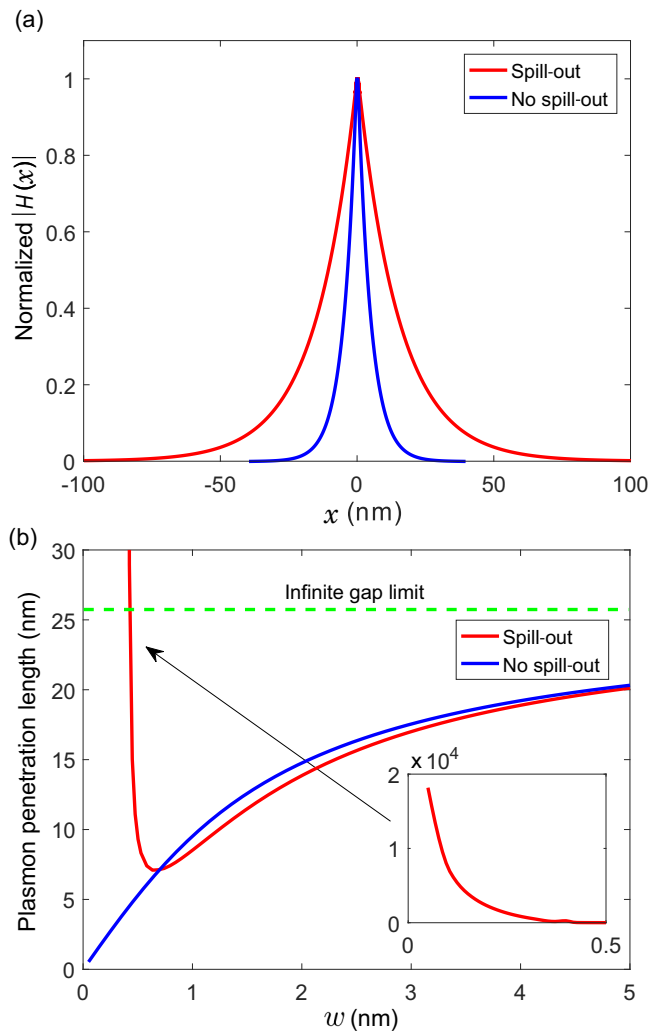 (a)
Normalized |H(x)|
1
0.8
0.6
0.4
0.2
0
Spill-out
No spill-out
-100
-50
0
50
100
x (nm)
(b)
Plasmon penetration length (nm)
30
25
20
15
10
5
0
Infinite gap limit
Spill-out
No spill-out
x 10^4
2
1
0
0
0.5
0
1
2
3
4
5
w (nm)